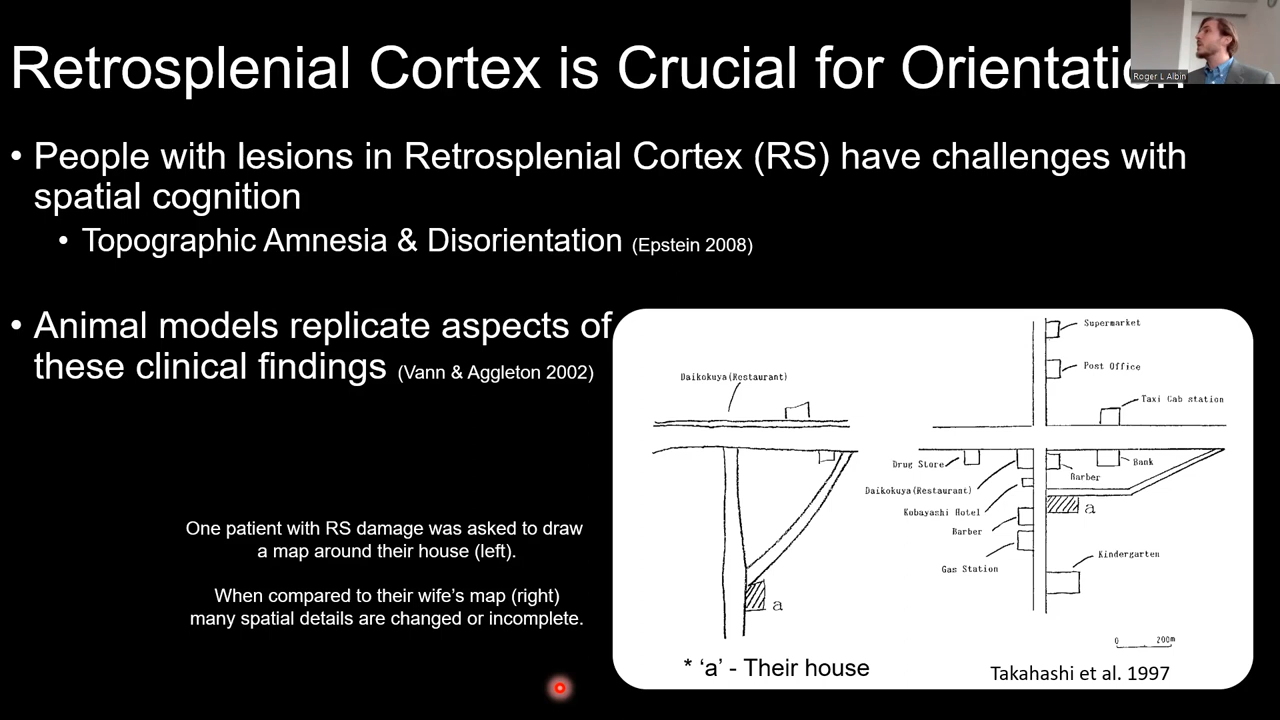 Retrosplenial Cortex is Crucial for Orientation
Roger L Albin
• People with lesions in Retrosplenial Cortex (RS) have challenges with
spatial cognition
• Topographic Amnesia & Disorientation (Epstein 2008)
• Animal models replicate aspects of
these clinical findings (Vann & Aggleton 2002)
One patient with RS damage was asked to draw
a map around their house (left).
When compared to their wife’s map (right)
many spatial details are changed or incomplete.
Daikokuya(Restaurant)
a
* ‘a’ - Their house
Supermarket
Post Office
Taxi Cab station
Drug Store
Bank
Barber
Daikokuya(Restaurant)
a
Kobayashi Hotel
Barber
Kindergarten
Gas Station
0 200m
Takahashi et al. 1997